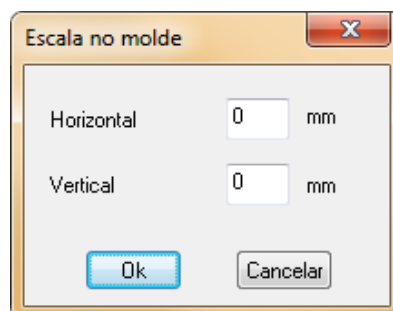 Escala no molde
Horizontal 0 mm
Vertical 0 mm
Ok Cancelar